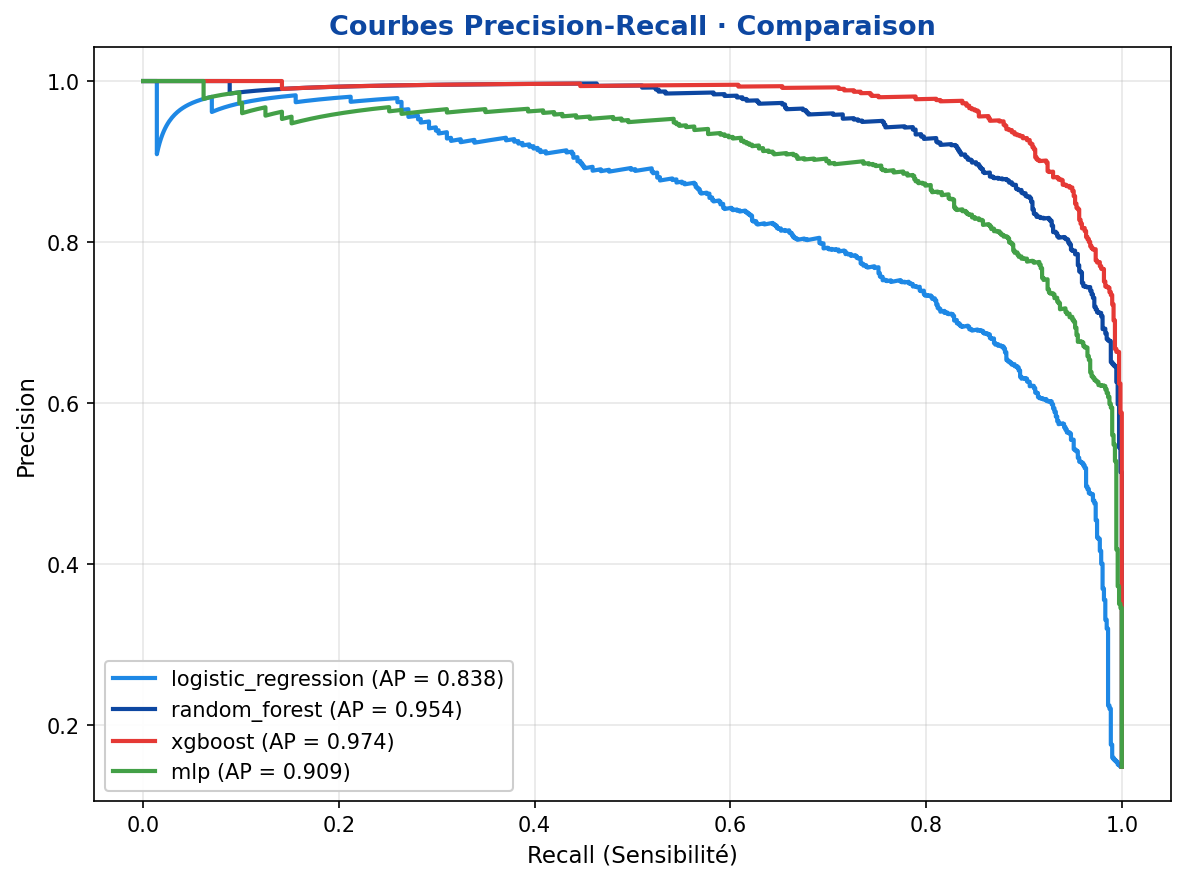 Courbes Precision-Recall · Comparaison
Precision
1.0
0.8
0.6
0.4
0.2
logistic_regression (AP = 0.838)
random_forest (AP = 0.954)
xgboost (AP = 0.974)
mlp (AP = 0.909)
0.0 0.2 0.4 0.6 0.8 1.0
Recall (Sensibilité)